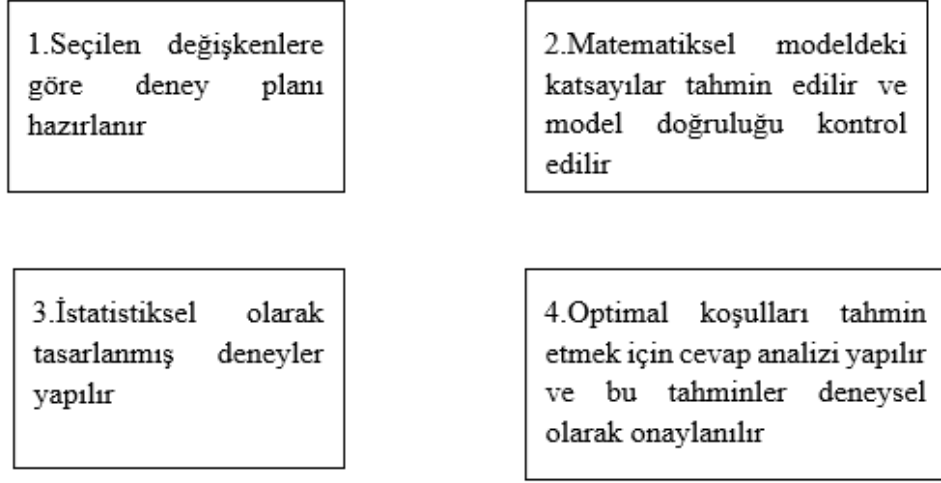 1.Seçilen değişkenlere
göre deney planı
hazırlanır
2.Matematiksel modeldeki
katsayılar tahmin edilir ve
model doğruluğu kontrol
edilir
3.İstatistiksel olarak
tasarlanmış deneyler
yapılır
4.Optimal koşulları tahmin
etmek için cevap analizi yapılır
ve bu tahminler deneysel
olarak onaylanılır